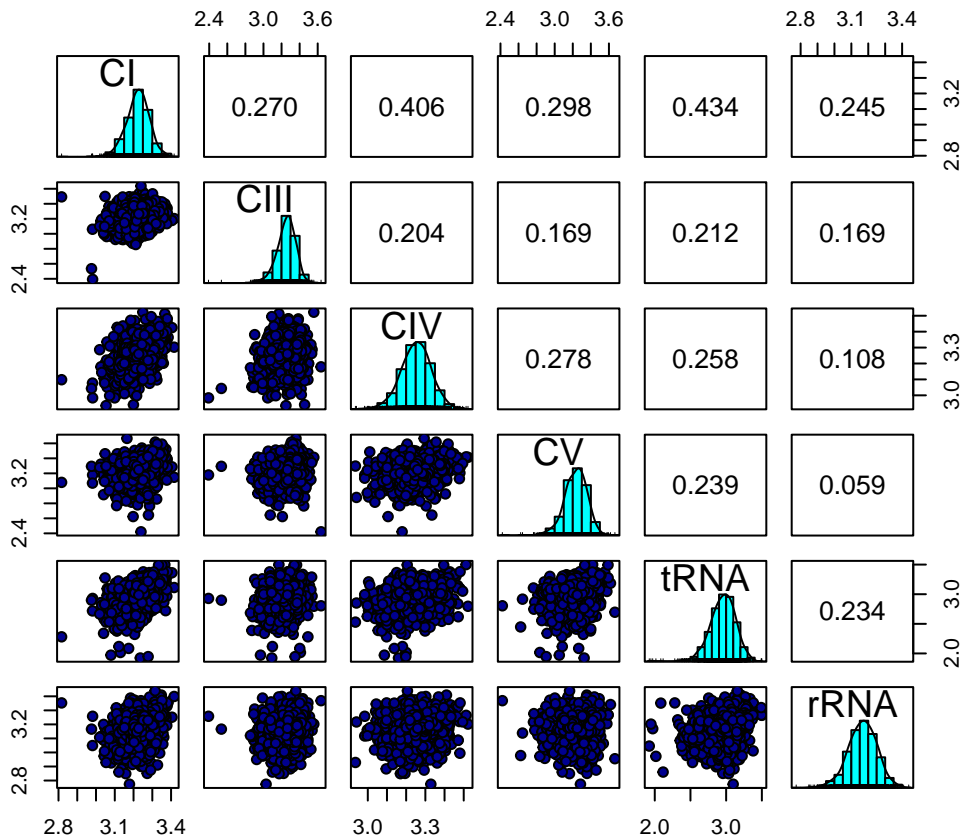 2.4 3.0 3.6 2.4 3.0 3.6 2.8 3.1 3.4
CI 0.270 0.406 0.298 0.434 0.245 2.8 3.2
2.4 3.2 CIII 0.204 0.169 0.212 0.169
CIV 0.278 0.258 0.108 3.0 3.3
2.4 3.2 CV 0.239 0.059
tRNA 0.234 2.0 3.0
2.8 3.2 rRNA
2.8 3.1 3.4 3.0 3.3 2.0 3.0